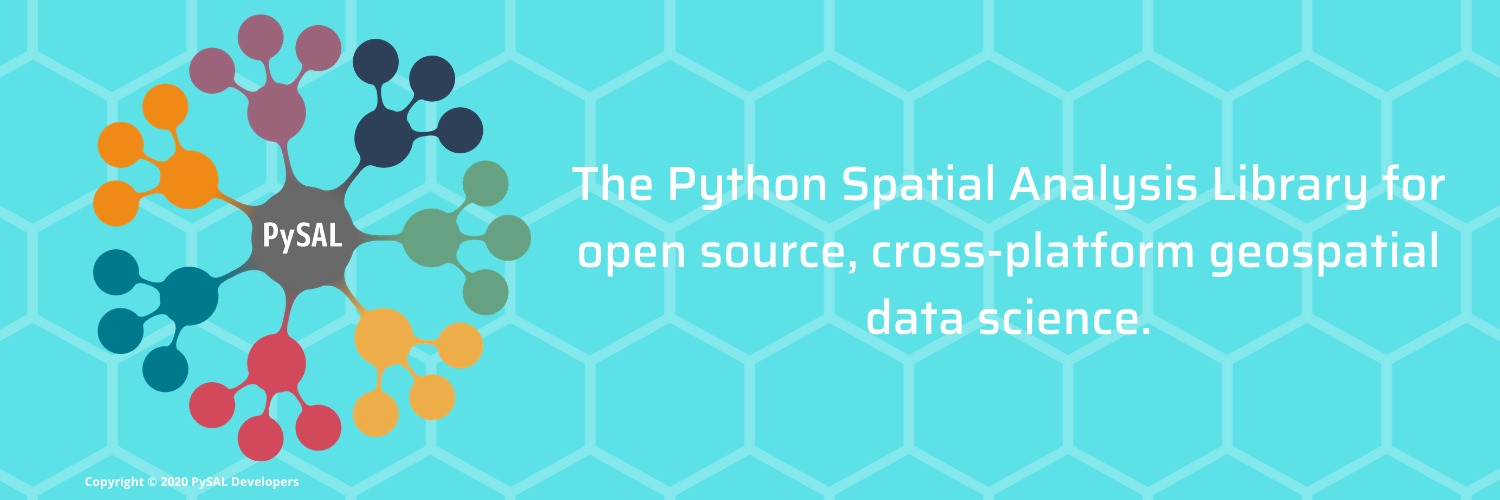 PySAL
The Python Spatial Analysis Library for
open source, cross-platform geospatial
data science.
Copyright © 2020 PySAL Developers